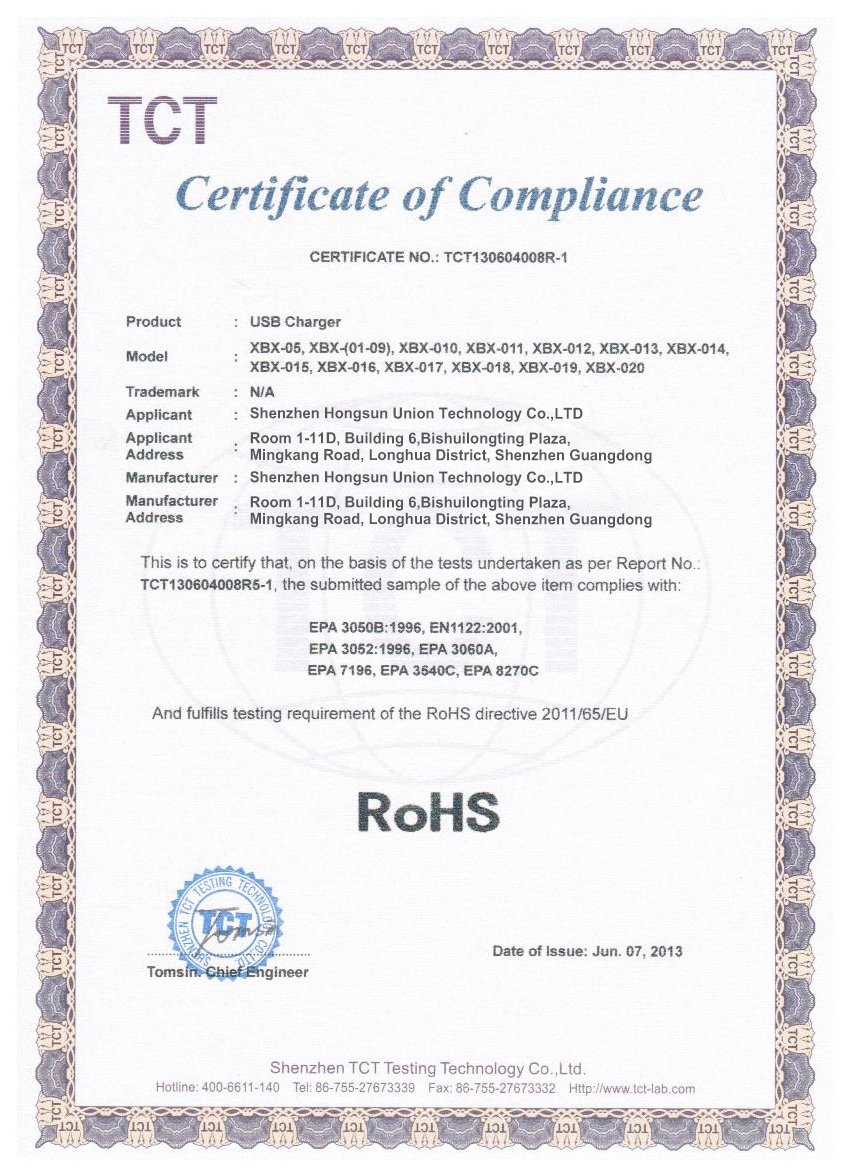 TCT
Certificate of Compliance
CERTIFICATE NO.: TCT130604008R-1
Product : USB Charger
Model : XBX-05, XBX-(01-09), XBX-010, XBX-011, XBX-012, XBX-013, XBX-014,
XBX-015, XBX-016, XBX-017, XBX-018, XBX-019, XBX-020
Trademark : N/A
Applicant : Shenzhen Hongsun Union Technology Co.,LTD
Applicant Address : Room 1-11D, Building 6,Bishuilongting Plaza,
Mingkang Road, Longhua District, Shenzhen Guangdong
Manufacturer : Shenzhen Hongsun Union Technology Co.,LTD
Manufacturer Address : Room 1-11D, Building 6,Bishuilongting Plaza,
Mingkang Road, Longhua District, Shenzhen Guangdong
This is to certify that, on the basis of the tests undertaken as per Report No.:
TCT130604008R5-1, the submitted sample of the above item complies with:
EPA 3050B:1996, EN1122:2001,
EPA 3052:1996, EPA 3060A,
EPA 7196, EPA 3540C, EPA 8270C
And fulfills testing requirement of the RoHS directive 2011/65/EU
RoHS
SHENZHEN TCT TESTING TECHNOLOGY CO.,LTD
TCT
Tomsin
Tomsin. Chief Engineer
Date of Issue: Jun. 07, 2013
Shenzhen TCT Testing Technology Co.,Ltd.
Hotline: 400-6611-140 Tel: 86-755-27673339 Fax: 86-755-27673332 Http://www.tct-lab.com